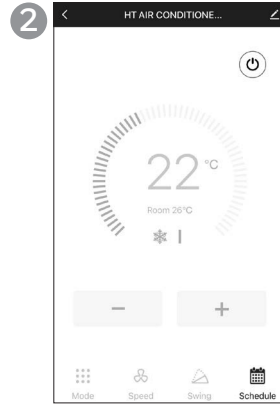 2
HT AIR CONDITIONE...
22 °C
Room 26°C
− +
Mode Speed Swing Schedule